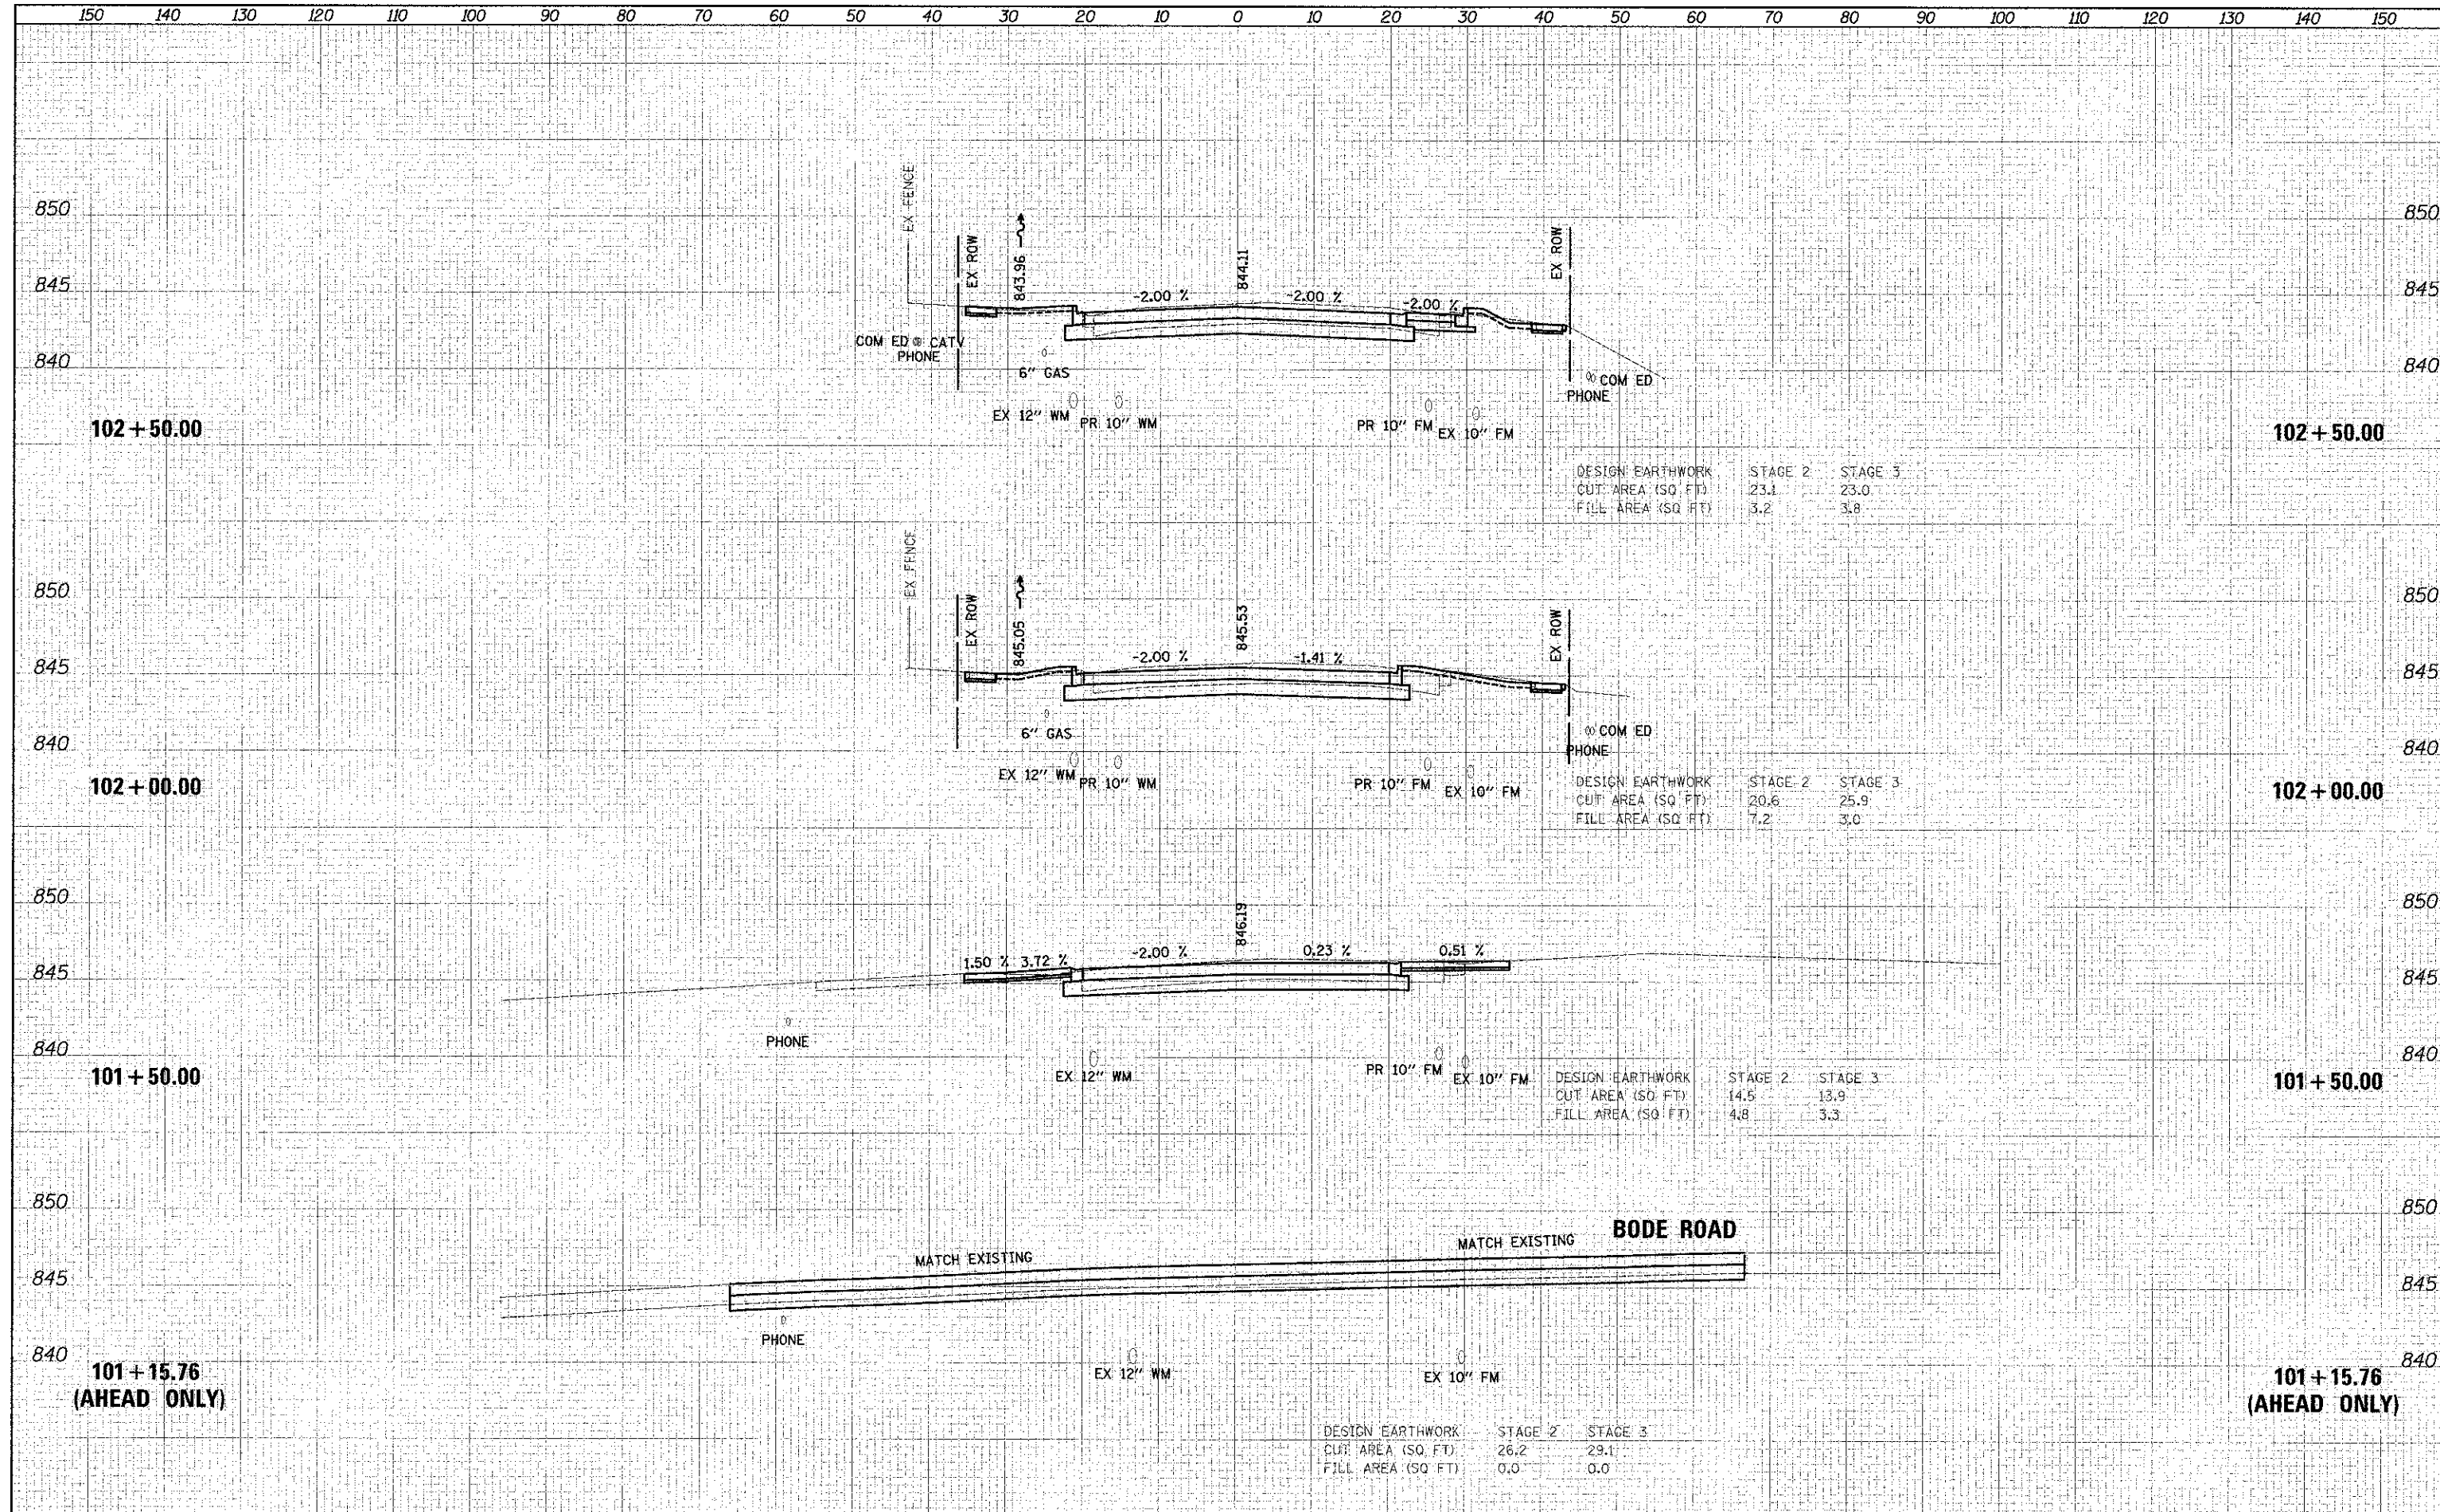 150 140 130 120 110 100 90 80 70 60 50 40 30 20 10 0 10 20 30 40 50 60 70 80 90 100 110 120 130 140 150
850 850
EX FENCE
EX ROW
843.96
844.11
EX ROW
845 845
-2.00 % -2.00 % -2.00 %
COM ED CATV
PHONE
840 840
6" GAS
COM ED
PHONE
EX 12" WM PR 10" WM PR 10" FM EX 10" FM
102+50.00 102+50.00
DESIGN EARTHWORK STAGE 2 STAGE 3
CUT AREA (SQ FT) 23.1 23.0
FILL AREA (SQ FT) 3.2 3.8
850 850
EX FENCE
EX ROW
845.05
845.53
EX ROW
845 845
-2.00 % -1.41 %
6" GAS
COM ED
PHONE
840 840
EX 12" WM PR 10" WM PR 10" FM EX 10" FM
102+00.00 102+00.00
DESIGN EARTHWORK STAGE 2 STAGE 3
CUT AREA (SQ FT) 20.6 25.9
FILL AREA (SQ FT) 7.2 3.0
850 850
846.19
1.50 % 3.72 % -2.00 % 0.23 % 0.51 %
845 845
PHONE
840 840
EX 12" WM PR 10" FM EX 10" FM
101+50.00 101+50.00
DESIGN EARTHWORK STAGE 2 STAGE 3
CUT AREA (SQ FT) 14.5 13.9
FILL AREA (SQ FT) 4.8 3.3
850 850
BODE ROAD
MATCH EXISTING MATCH EXISTING
845 845
PHONE
840 840
EX 12" WM EX 10" FM
101+15.76 101+15.76
(AHEAD ONLY) (AHEAD ONLY)
DESIGN EARTHWORK STAGE 2 STAGE 3
CUT AREA (SQ FT) 26.2 29.1
FILL AREA (SQ FT) 0.0 0.0